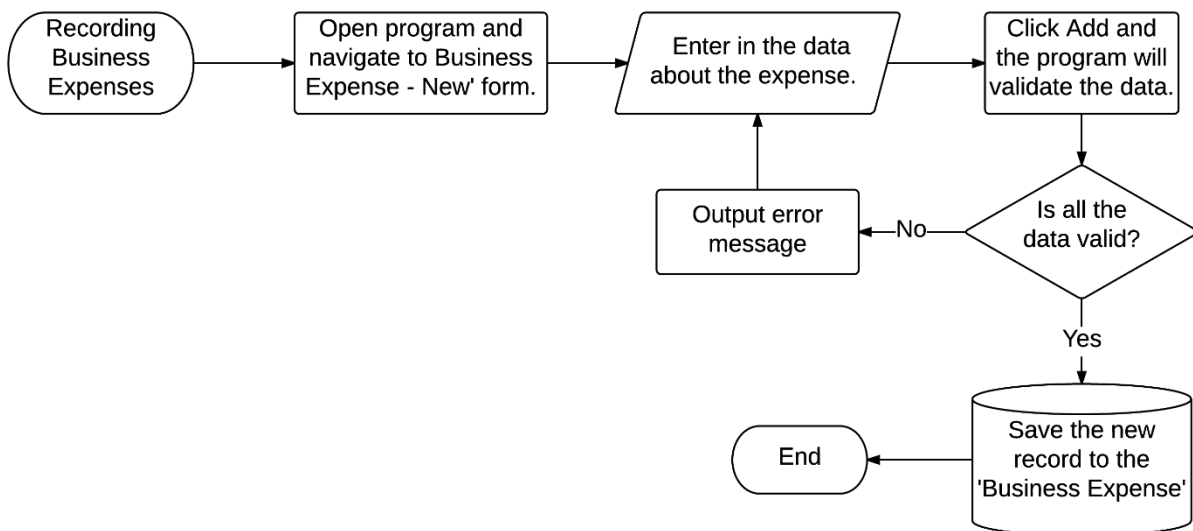 Recording
Business
Expenses
Open program and
navigate to Business
Expense - New' form.
Enter in the data
about the expense.
Click Add and
the program will
validate the data.
Is all the
data valid?
No
Output error
message
Yes
Save the new
record to the
'Business Expense'
End